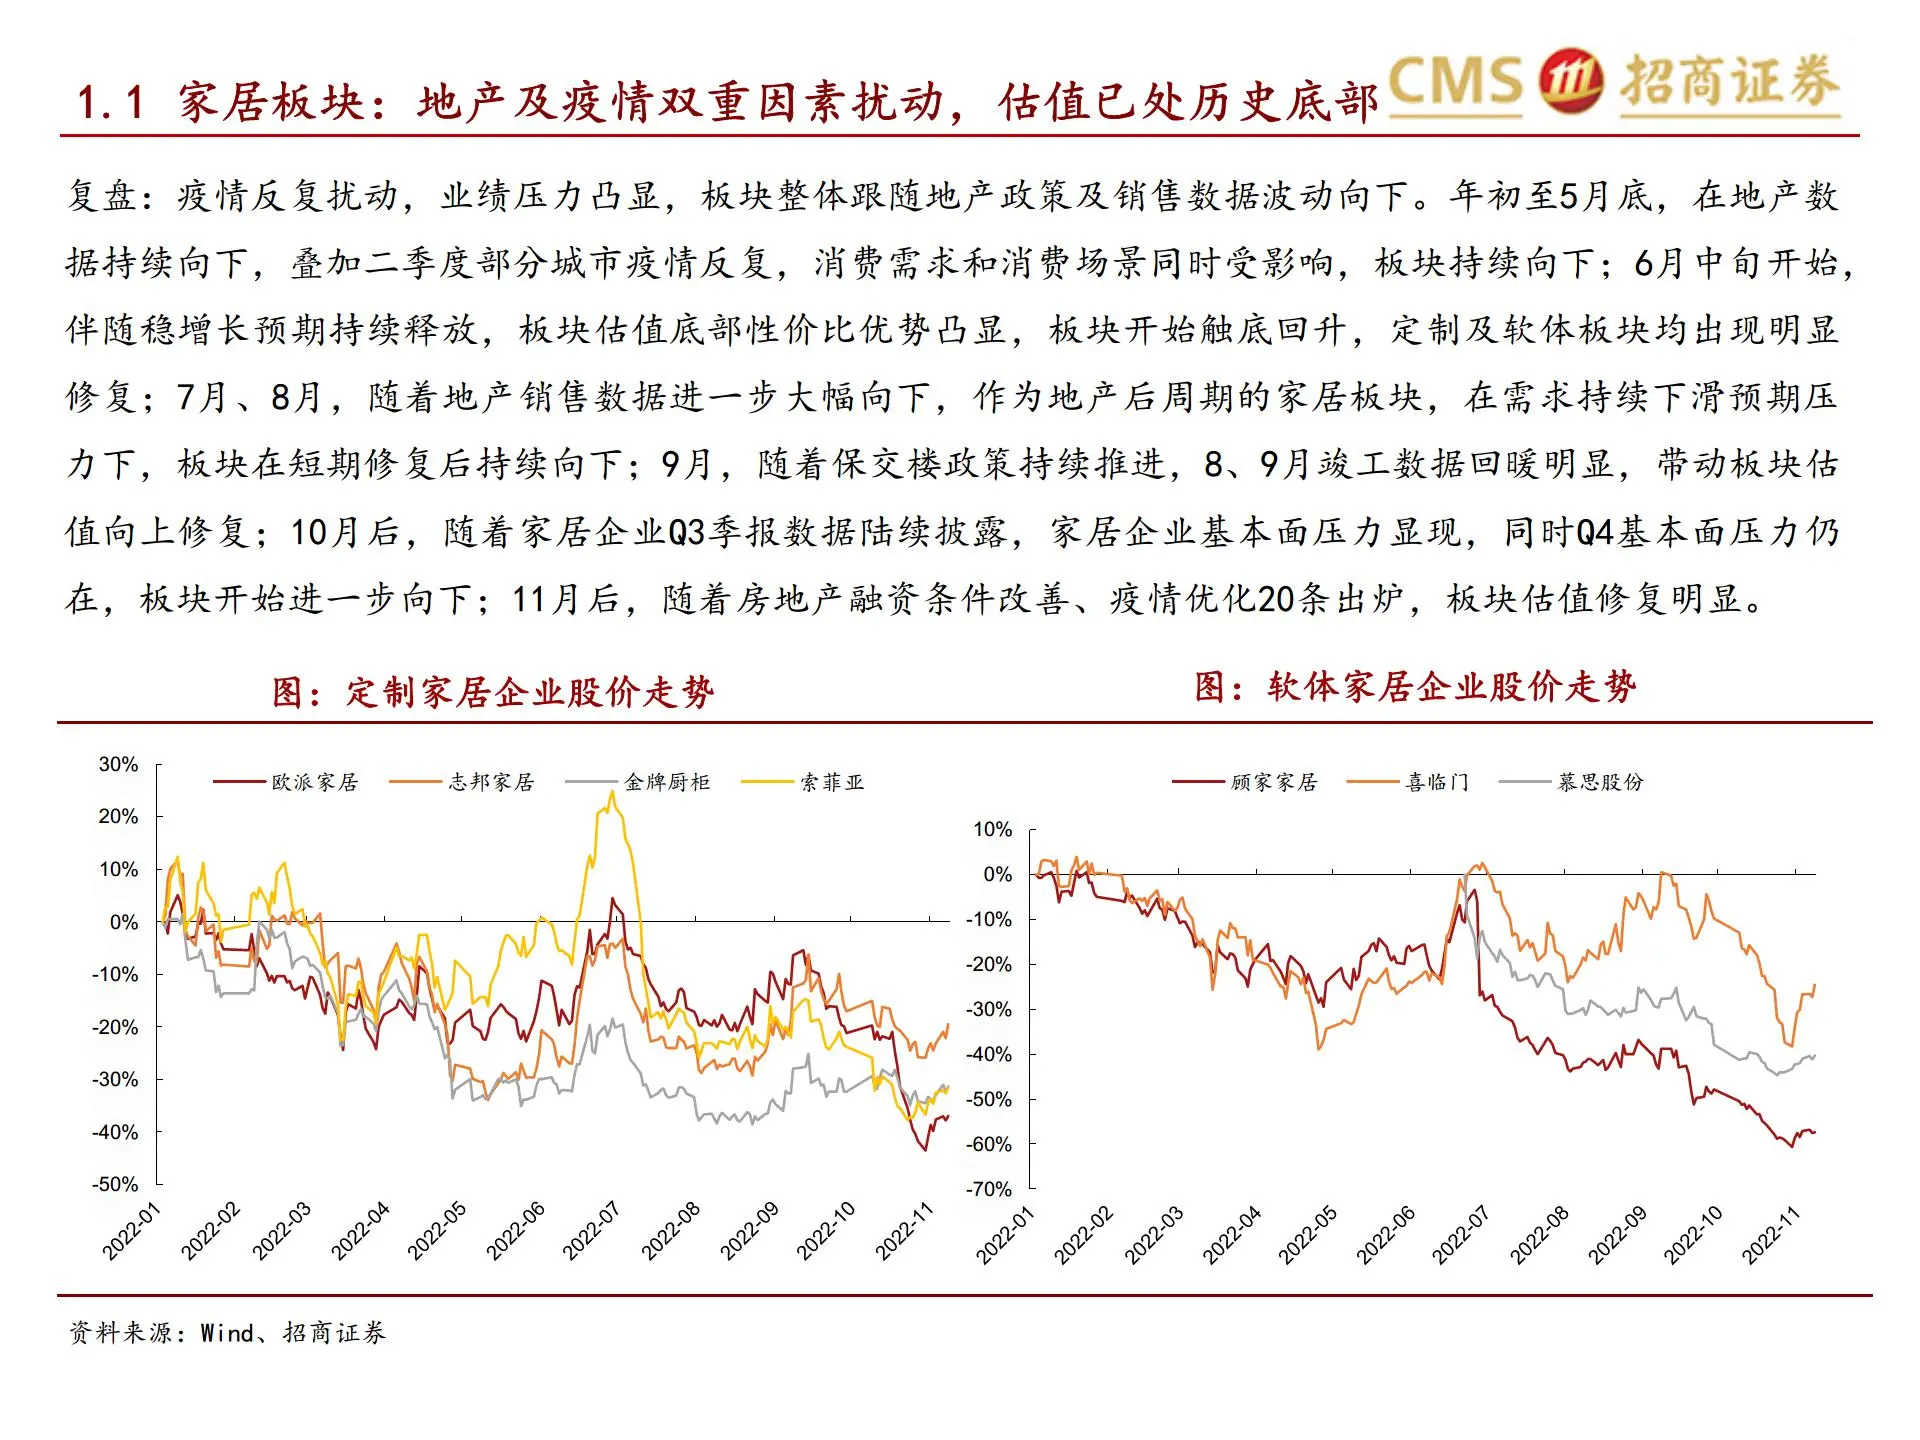 1.1 家居板块：地产及疫情双重因素扰动，估值已处历史底部
CMS 招商证券
复盘：疫情反复扰动，业绩压力凸显，板块整体跟随地产政策及销售数据波动向下。年初至5月底，在地产数
据持续向下，叠加二季度部分城市疫情反复，消费需求和消费场景同时受影响，板块持续向下；6月中旬开始，
伴随稳增长预期持续释放，板块估值底部性价比优势凸显，板块开始触底回升，定制及软体板块均出现明显
修复；7月、8月，随着地产销售数据进一步大幅向下，作为地产后周期的家居板块，在需求持续下滑预期压
力下，板块在短期修复后持续向下；9月，随着保交楼政策持续推进，8、9月竣工数据回暖明显，带动板块估
值向上修复；10月后，随着家居企业Q3季报数据陆续披露，家居企业基本面压力显现，同时Q4基本面压力仍
在，板块开始进一步向下；11月后，随着房地产融资条件改善、疫情优化20条出炉，板块估值修复明显。
图：定制家居企业股价走势
欧派家居 志邦家居 金牌厨柜 索菲亚
30%
20%
10%
0%
-10%
-20%
-30%
-40%
-50%
2022-01 2022-02 2022-03 2022-04 2022-05 2022-06 2022-07 2022-08 2022-09 2022-10 2022-11
图：软体家居企业股价走势
顾家家居 喜临门 慕思股份
10%
0%
-10%
-20%
-30%
-40%
-50%
-60%
-70%
2022-01 2022-02 2022-03 2022-04 2022-05 2022-06 2022-07 2022-08 2022-09 2022-10 2022-11
资料来源：Wind、招商证券